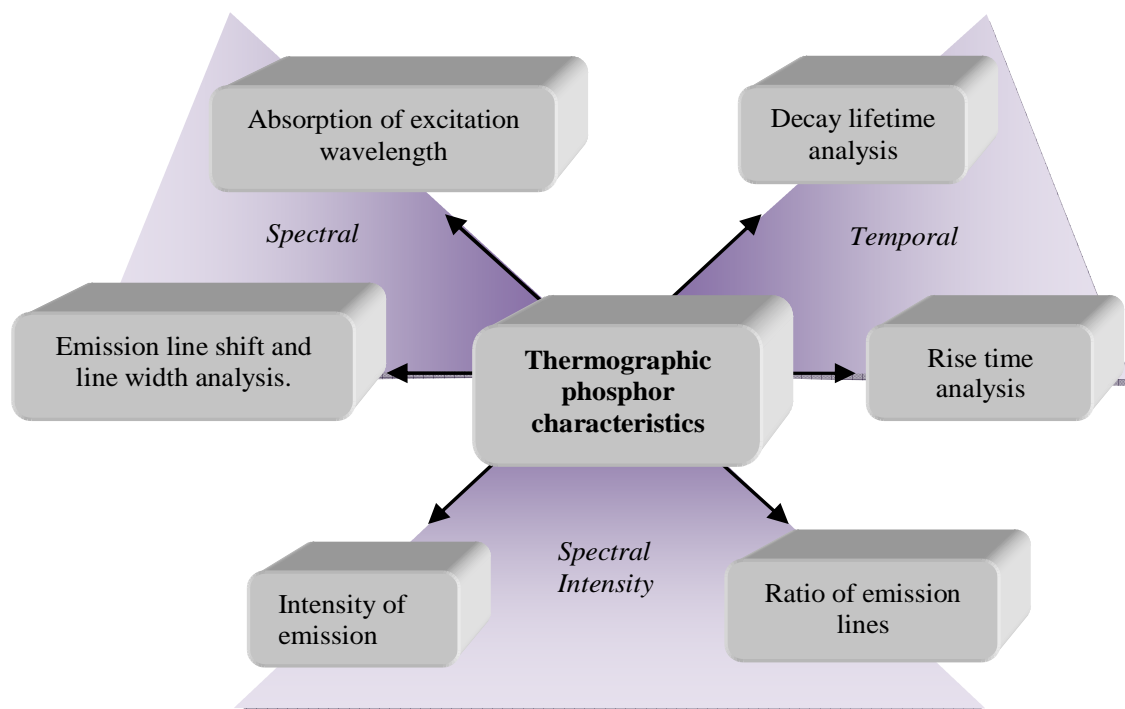 Absorption of excitation
wavelength
Decay lifetime
analysis
Spectral
Temporal
Emission line shift and
line width analysis.
Thermographic
phosphor
characteristics
Rise time
analysis
Spectral
Intensity
Intensity of
emission
Ratio of emission
lines